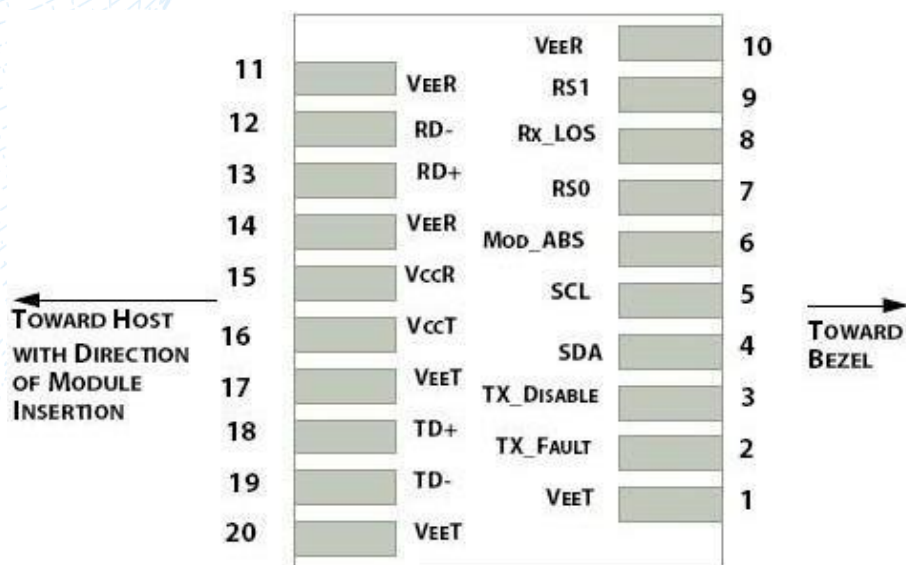 11 VEER
12 RD-
13 RD+
14 VEER
15 VccR
16 VccT
17 VEET
18 TD+
19 TD-
20 VEET
VEER 10
RS1 9
Rx_LOS 8
RS0 7
MOD_ABS 6
SCL 5
SDA 4
TX_DISABLE 3
TX_FAULT 2
VEET 1
TOWARD HOST
WITH DIRECTION
OF MODULE
INSERTION
TOWARD
BEZEL